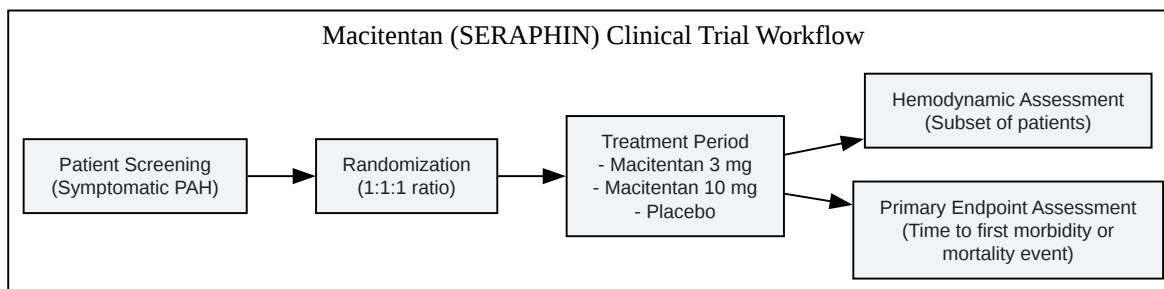 Macitentan (SERAPHIN) Clinical Trial Workflow
Patient Screening
(Symptomatic PAH)
Randomization
(1:1:1 ratio)
Treatment Period
- Macitentan 3 mg
- Macitentan 10 mg
- Placebo
Hemodynamic Assessment
(Subset of patients)
Primary Endpoint Assessment
(Time to first morbidity or
mortality event)